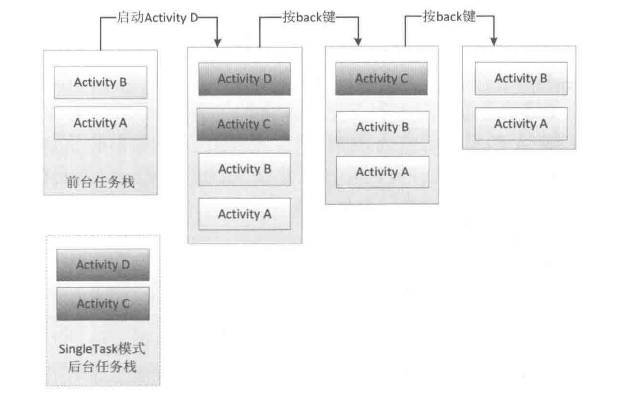 启动Activity D
按back键
按back键
Activity B
Activity A
前台任务栈
Activity D
Activity C
Activity B
Activity A
Activity C
Activity B
Activity A
Activity B
Activity A
Activity D
Activity C
SingleTask模式
后台任务栈